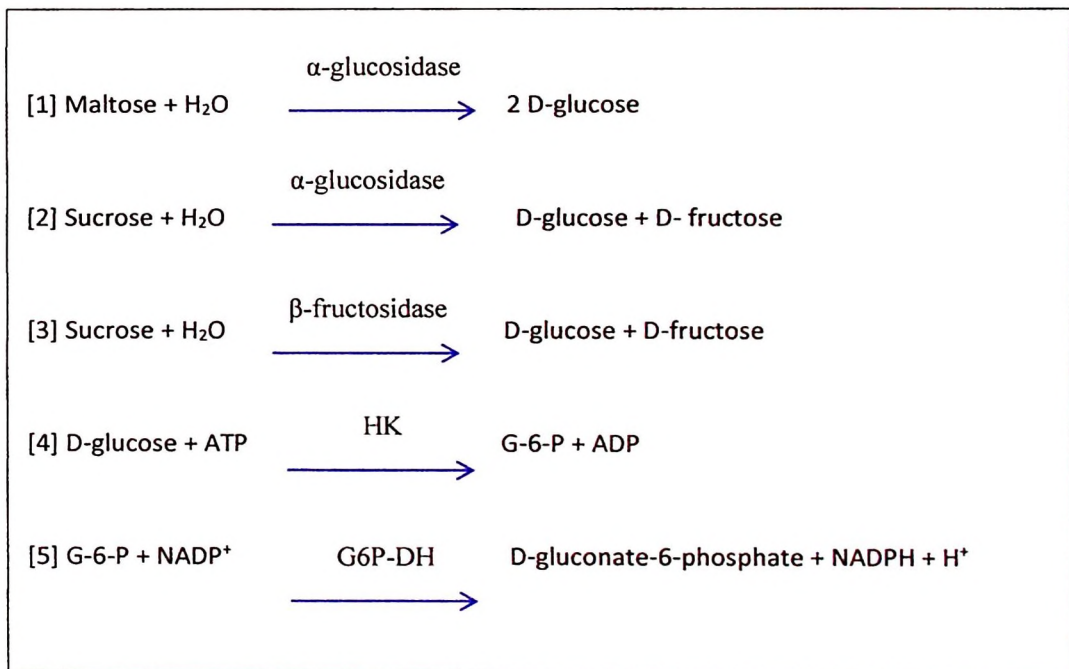 α-glucosidase
[1] Maltose + H₂O 2 D-glucose
α-glucosidase
[2] Sucrose + H₂O D-glucose + D- fructose
β-fructosidase
[3] Sucrose + H₂O D-glucose + D-fructose
HK
[4] D-glucose + ATP G-6-P + ADP
[5] G-6-P + NADP⁺ G6P-DH D-gluconate-6-phosphate + NADPH + H⁺